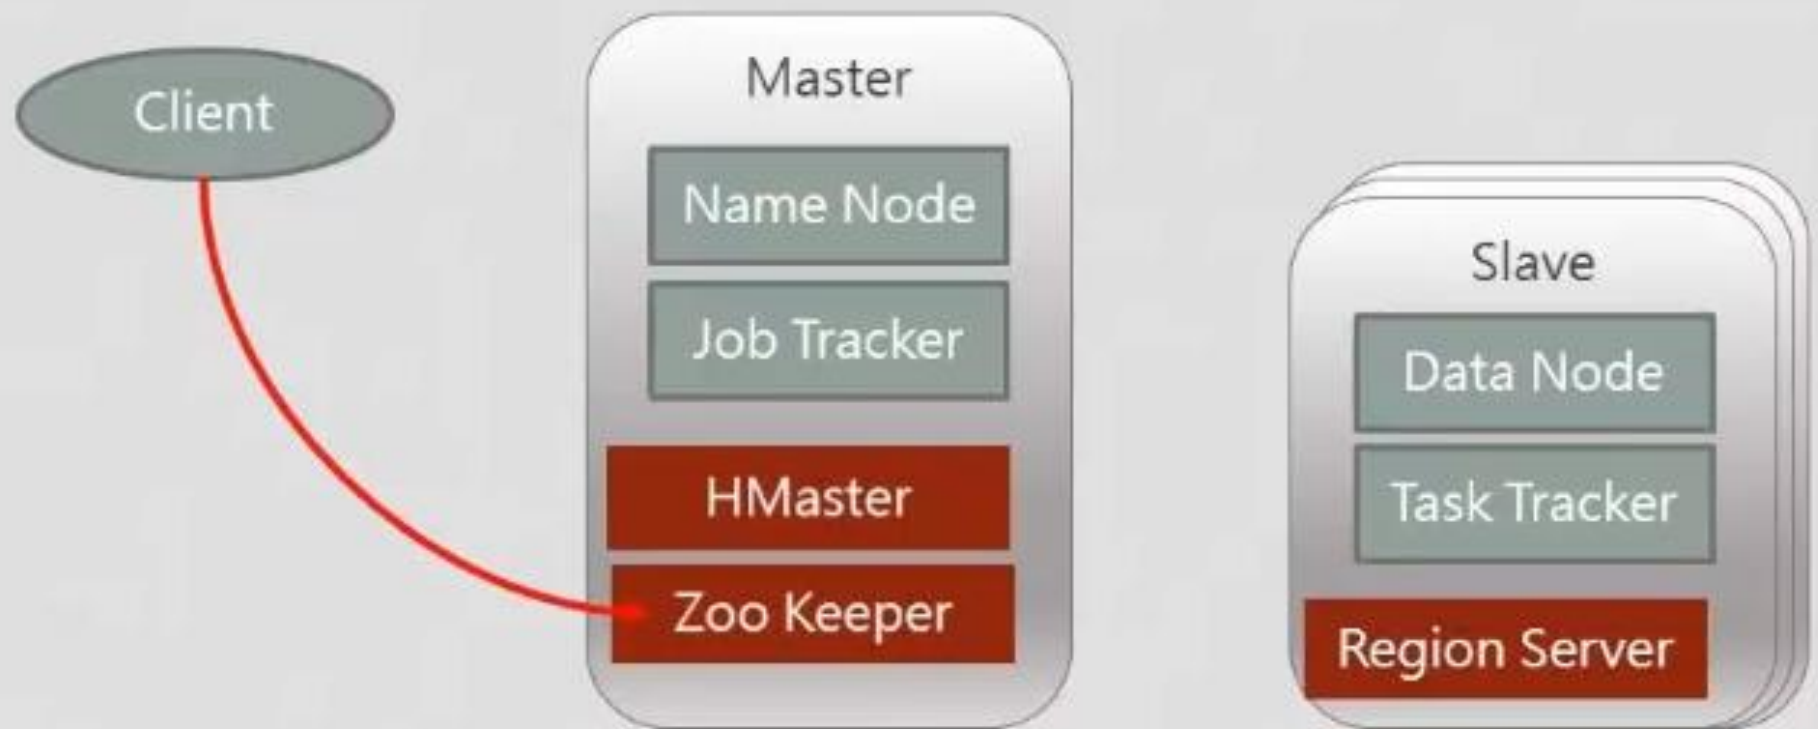 Client
Master
Name Node
Job Tracker
HMaster
Zoo Keeper
Slave
Data Node
Task Tracker
Region Server